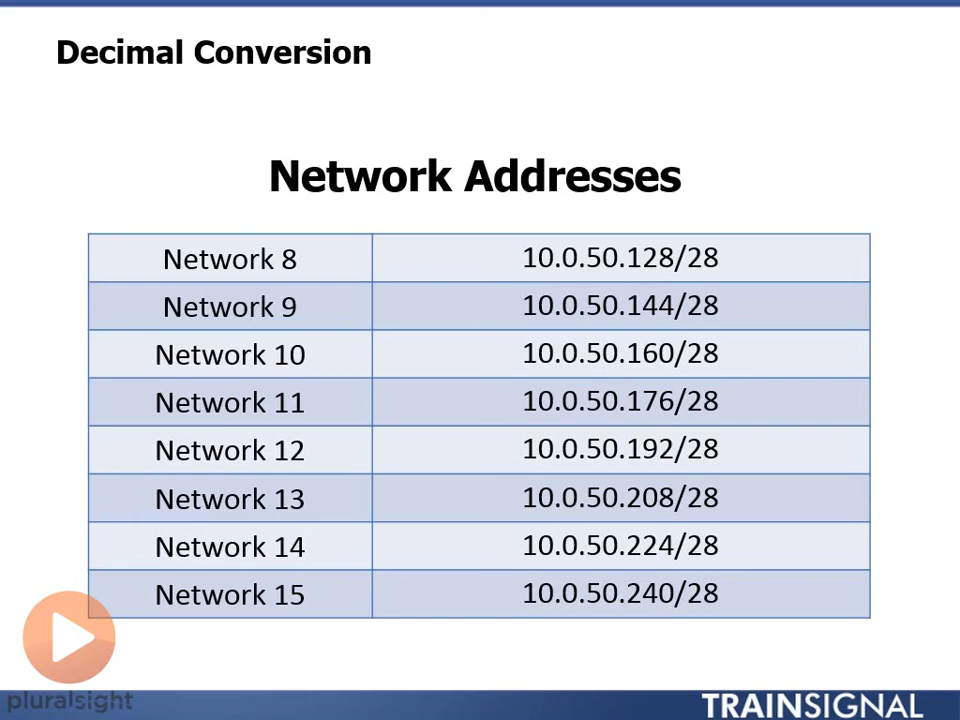 Decimal Conversion
Network Addresses
Network 8 10.0.50.128/28
Network 9 10.0.50.144/28
Network 10 10.0.50.160/28
Network 11 10.0.50.176/28
Network 12 10.0.50.192/28
Network 13 10.0.50.208/28
Network 14 10.0.50.224/28
Network 15 10.0.50.240/28
pluralsight
TRAINSIGNAL